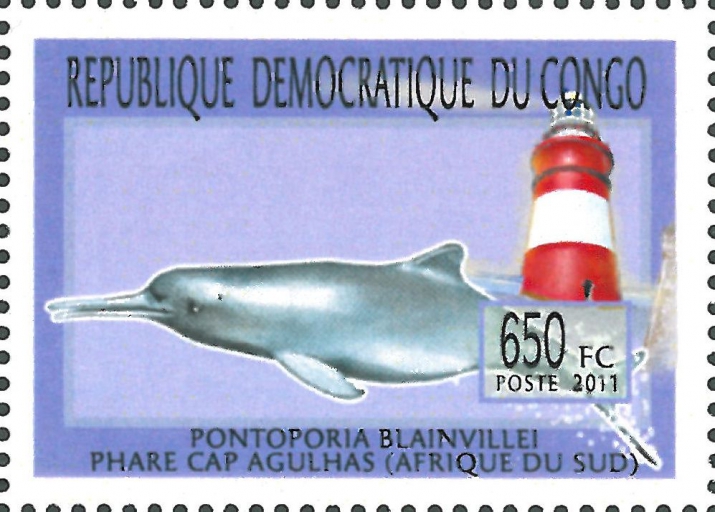 REPUBLIQUE DEMOCRATIQUE DU CONGO
650 FC
POSTE 2011
PONTOPORIA BLAINVILLEI
PHARE CAP AGULHAS (AFRIQUE DU SUD)